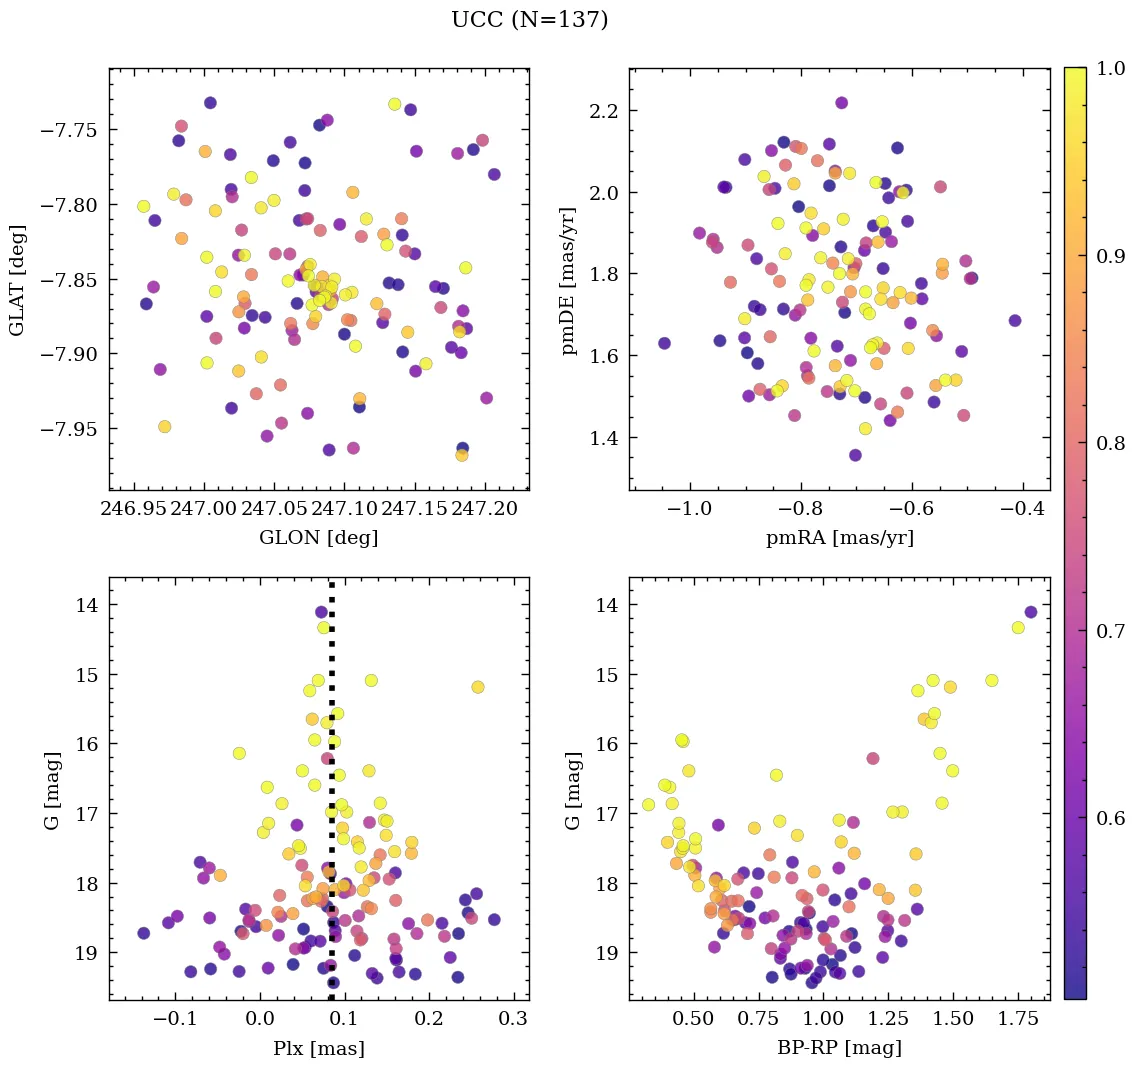 UCC (N=137)
−7.75
−7.80
−7.85
−7.90
−7.95
GLAT [deg]
246.95 247.00 247.05 247.10 247.15 247.20
GLON [deg]
2.2
2.0
1.8
1.6
1.4
pmDE [mas/yr]
−1.0 −0.8 −0.6 −0.4
pmRA [mas/yr]
1.0
0.9
0.8
0.7
0.6
14
15
16
17
18
19
G [mag]
−0.1 0.0 0.1 0.2 0.3
Plx [mas]
14
15
16
17
18
19
G [mag]
0.50 0.75 1.00 1.25 1.50 1.75
BP-RP [mag]